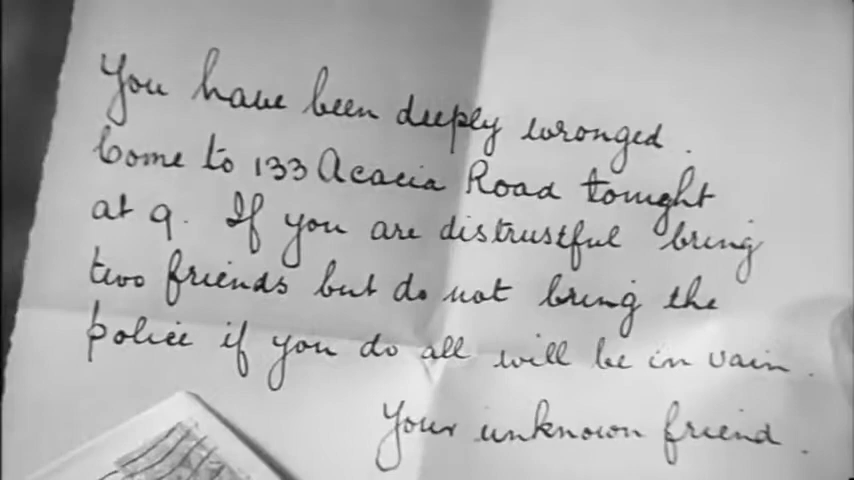 You have been deeply wronged.
Come to 133 Acacia Road tonight
at 9. If you are distrustful bring
two friends but do not bring the
police if you do all will be in vain.
Your unknown friend.